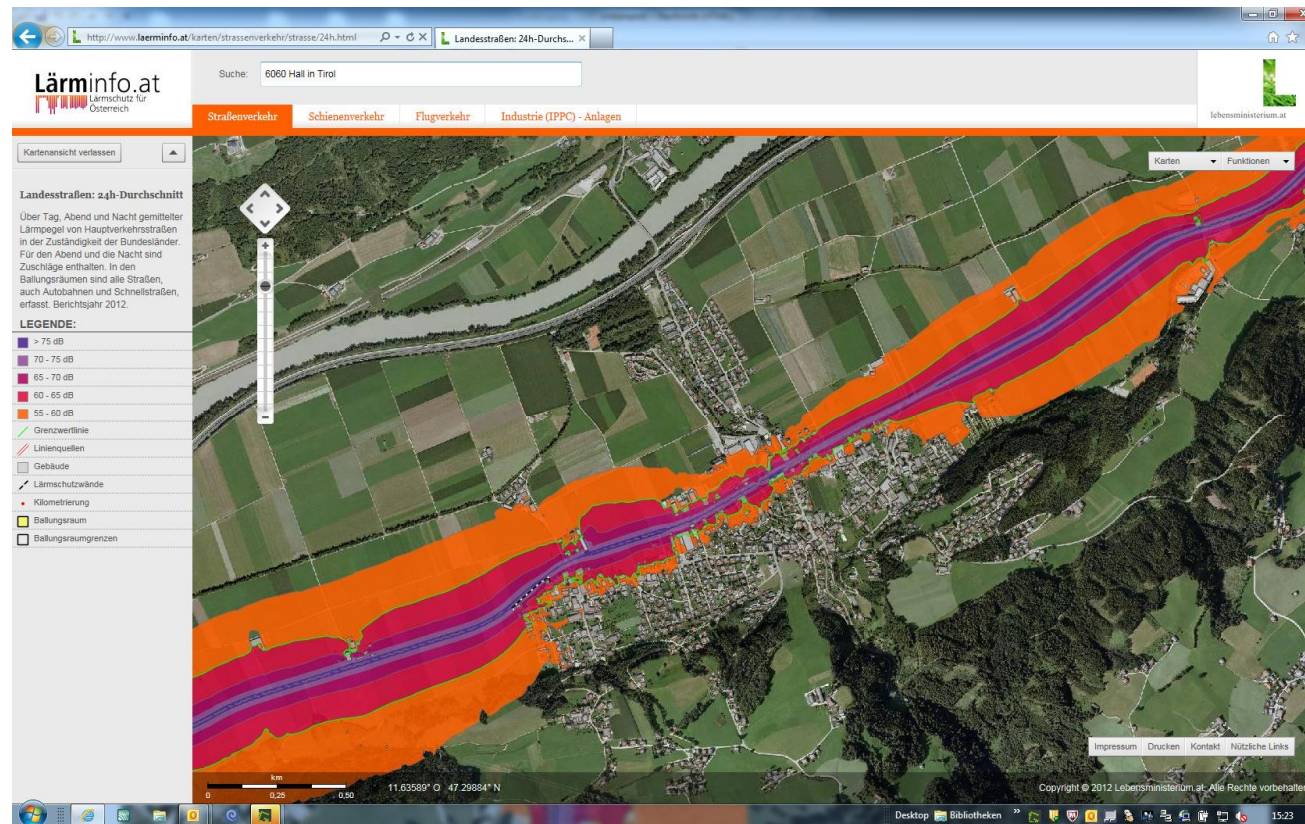 http://www.laerminfo.at/karten/strassenverkehr/strasse/24h.html
Landesstraßen: 24h-Durchs...
Lärminfo.at
Lärmschutz für
Österreich
Suche: 6060 Hall in Tirol
lebensministerium.at
Straßenverkehr Schienenverkehr Flugverkehr Industrie (IPPC) - Anlagen
Kartenansicht verlassen
Karten Funktionen
Landesstraßen: 24h-Durchschnitt
Über Tag, Abend und Nacht gemittelter
Lärmpegel von Hauptverkehrsstraßen
in der Zuständigkeit der Bundesländer.
Für den Abend und die Nacht sind
Zuschläge enthalten. In den
Ballungsräumen sind alle Straßen,
auch Autobahnen und Schnellstraßen,
erfasst. Berichtsjahr 2012.
LEGENDE:
> 75 dB
70 - 75 dB
65 - 70 dB
60 - 65 dB
55 - 60 dB
Grenzwertlinie
Linienquellen
Gebäude
Lärmschutzwände
Kilometrierung
Ballungsraum
Ballungsraumgrenzen
Impressum Drucken Kontakt Nützliche Links
km
0 0,25 0,50
11.63589° O 47.29884° N
Copyright © 2012 Lebensministerium.at; Alle Rechte vorbehalten
Desktop Bibliotheken
15:23